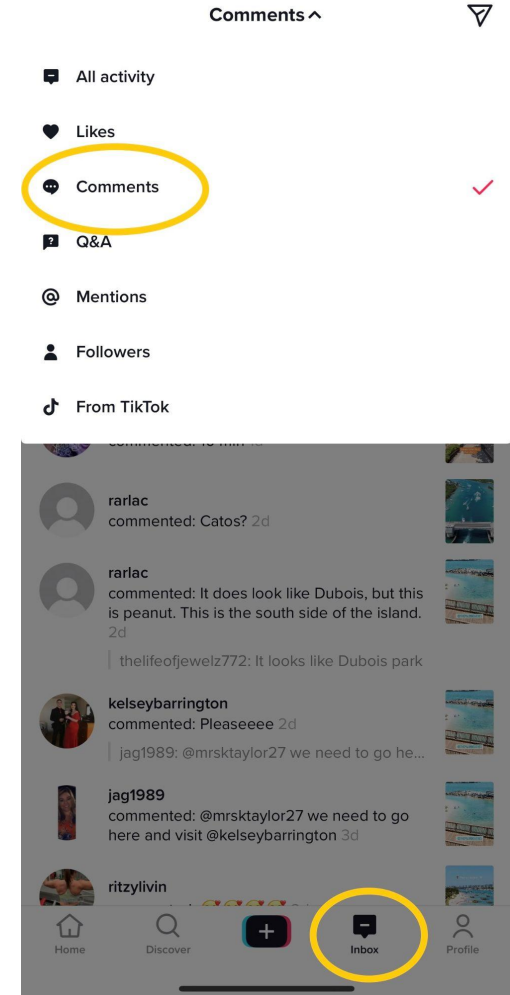 Comments
All activity
Likes
Comments
Q&A
Mentions
Followers
From TikTok
rarlac
commented: Catos? 2d
rarlac
commented: It does look like Dubois, but this
is peanut. This is the south side of the island.
2d
thelifeofjewelz772: It looks like Dubois park
kelseybarrington
commented: Pleaseeee 2d
jag1989: @mrsktaylor27 we need to go he...
jag1989
commented: @mrsktaylor27 we need to go
here and visit @kelseybarrington 3d
ritzylivin
Home
Discover
Inbox
Profile